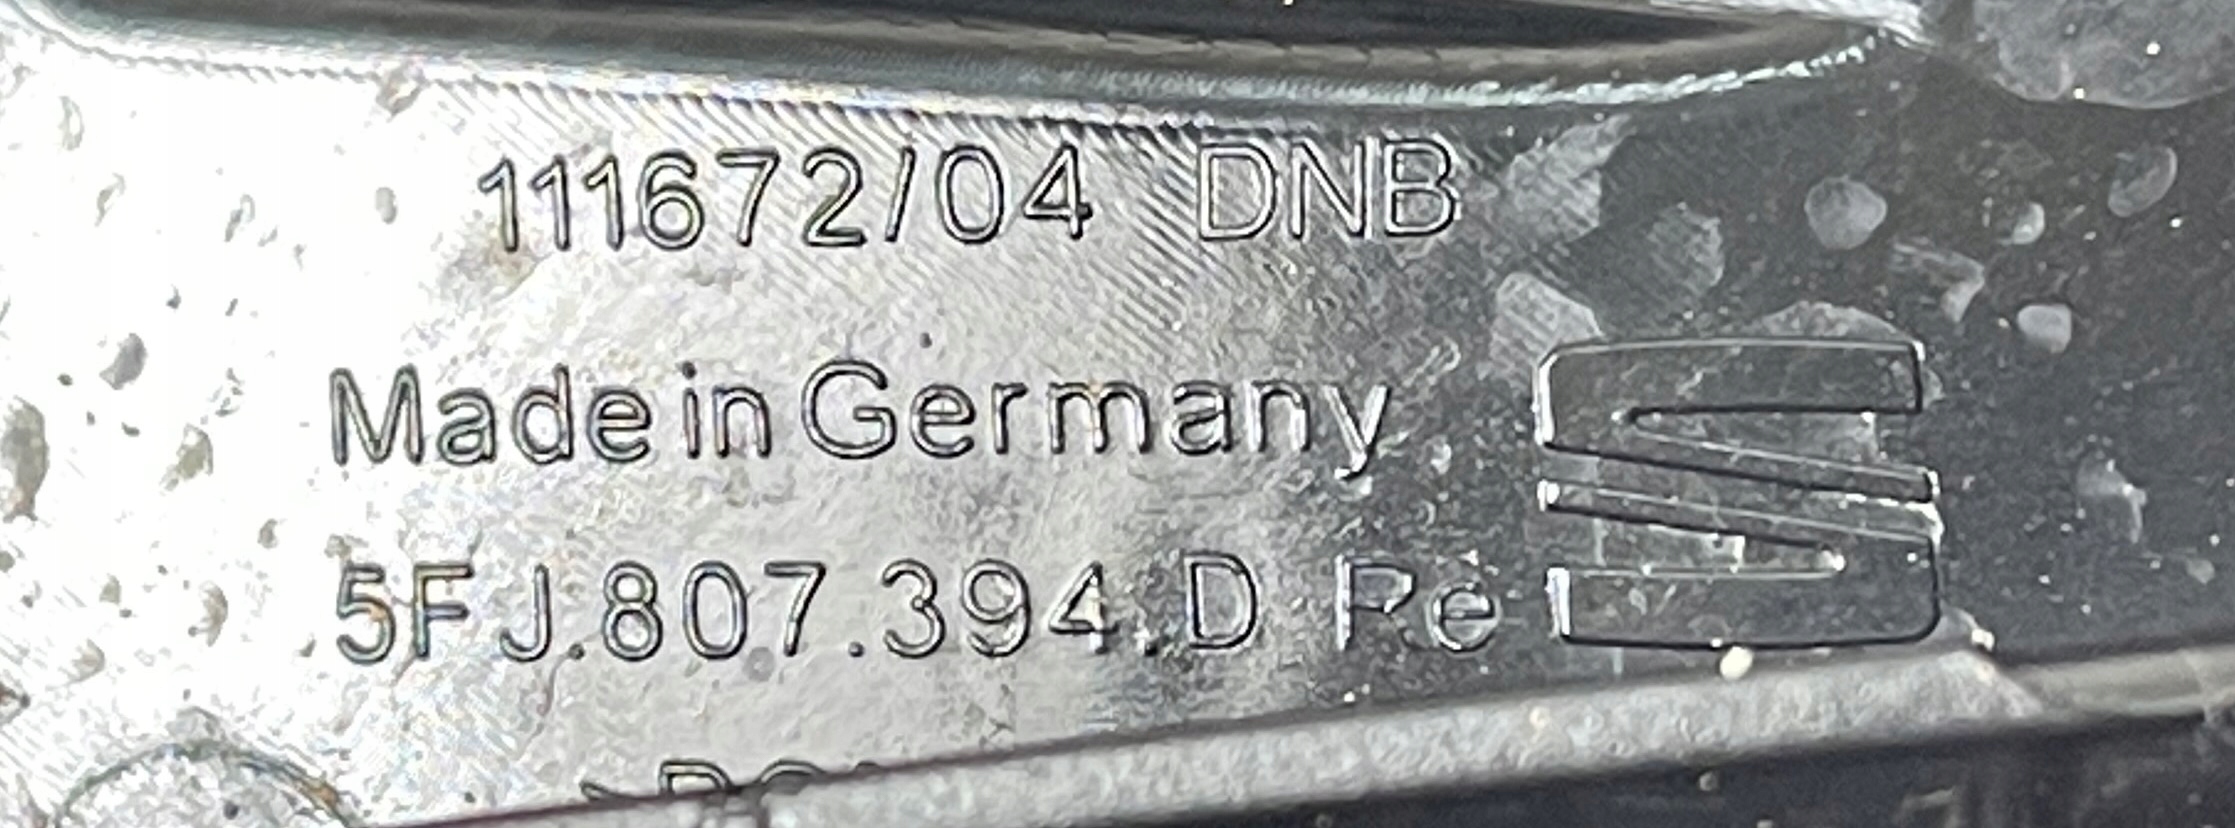 111672/04 DNB
Made in Germany
5FJ.807.394.D Re